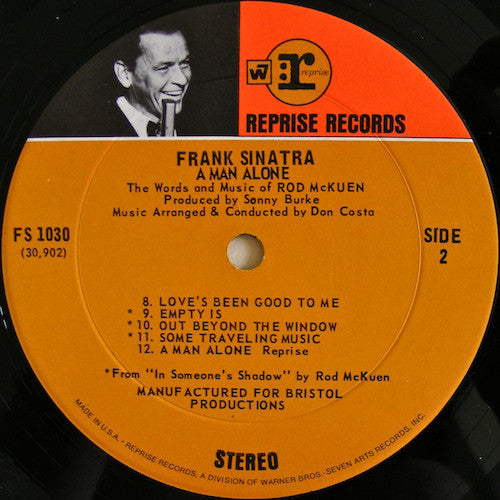 W7 r: reprise
REPRISE RECORDS
FRANK SINATRA
A MAN ALONE
The Words and Music of ROD McKUEN
Produced by Sonny Burke
Music Arranged & Conducted by Don Costa
FS 1030
(30,902)
SIDE
2
8. LOVE'S BEEN GOOD TO ME
* 9. EMPTY IS
*10. OUT BEYOND THE WINDOW
*11. SOME TRAVELING MUSIC
12. A MAN ALONE Reprise
*From "In Someone's Shadow" by Rod McKuen
MANUFACTURED FOR BRISTOL
PRODUCTIONS
STEREO
MADE IN U.S.A. - REPRISE RECORDS, A DIVISION OF WARNER BROS.-SEVEN ARTS RECORDS, INC.